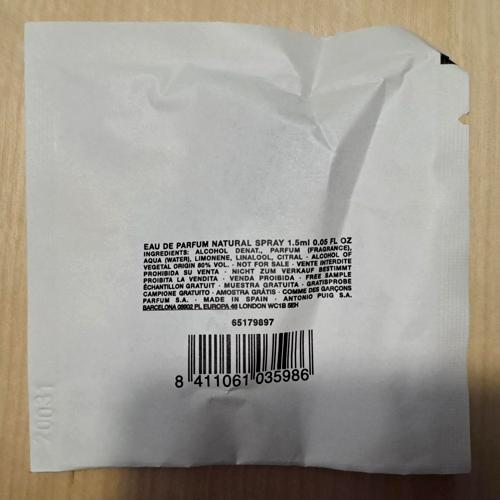 EAU DE PARFUM NATURAL SPRAY 1.5ml 0.05 FL OZ
INGREDIENTS: ALCOHOL DENAT., PARFUM (FRAGRANCE),
AQUA (WATER), LIMONENE, LINALOOL, CITRAL · ALCOHOL OF
VEGETAL ORIGIN 80% VOL. · NOT FOR SALE · VENTE INTERDITE
PROHIBIDA SU VENTA · NICHT ZUM VERKAUF BESTIMMT
PROIBITA LA VENDITA · VENDA PROIBIDA · FREE SAMPLE
ÉCHANTILLON GRATUIT · MUESTRA GRATUITA · GRATISPROBE
CAMPIONE GRATUITO · AMOSTRA GRÁTIS · COMME DES GARÇONS
PARFUM S.A. · MADE IN SPAIN · ANTONIO PUIG S.A.
BARCELONA 08902 PL EUROPA 46 LONDON WC1B 5EH
65179897
8 411061 035986
20031